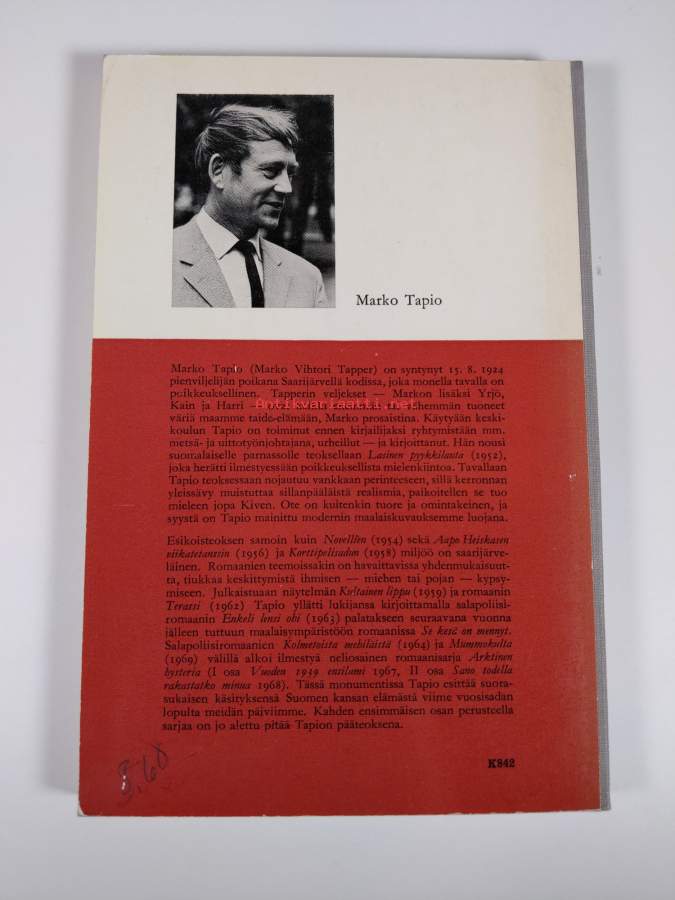 Marko Tapio
Marko Tapio (Marko Vihtori Tapper) on syntynyt 15. 8. 1924
pienviljelijän poikana Saarijärvellä kodissa, joka monella tavalla on
poikkeuksellinen. Tapperin veljekset — Markon lisäksi Yrjö,
Kain ja Harri — ovat lhemmän tuoneet
antikvariaatti.net
väriä maamme taide-elämään, Marko prosaistina. Käytyään keski-
koulun Tapio on toiminut ennen kirjailijaksi ryhtymistään mm.
metsä- ja uittotyönjohtajana, urheillut — ja kirjoittanut. Hän nousi
suomalaiselle parnassolle teoksellaan Lasinen pyykkilauta (1952),
joka herätti ilmestyessään poikkeuksellista mielenkiintoa. Tavallaan
Tapio teoksessaan nojautuu vankkaan perinteeseen, sillä kerronnan
yleissävy muistuttaa sillanpääläistä realismia, paikoitellen se tuo
mieleen jopa Kiven. Ote on kuitenkin tuore ja omintakeinen, ja
syystä on Tapio mainittu modernin maalaiskuvauksemme luojana.
Esikoisteoksen samoin kuin Novellien (1954) sekä Aapo Heiskasen
viikatetanssin (1956) ja Korttipelisadun (1958) miljöö on saarijärve-
läinen. Romaanien teemoissakin on havaittavissa yhdenmukaisuut-
ta, tiukkaa keskittymistä ihmisen — miehen tai pojan — kypsy-
miseen. Julkaistuaan näytelmän Kultainen lippu (1959) ja romaanin
Terassi (1962) Tapio yllätti lukijansa kirjoittamalla salapoliisi-
romaanin Enkeli lensi ohi (1963) palatakseen seuraavana vuonna
jälleen tuttuun maalaisympäristöön romaanissa Se kesä on mennyt.
Salapoliisiromaanien Kolmetoista mehiläistä (1964) ja Mummokulta
(1969) välillä alkoi ilmestyä neliosainen romaanisarja Arktinen
hysteria (I osa Vuoden 1939 ensilumi 1967, II osa Sano todella
rakastatko minua 1968). Tässä monumentissa Tapio esittää suora-
sukaisen käsityksensä Suomen kansan elämästä viime vuosisadan
lopulta meidän päiviimme. Kahden ensimmäisen osan perusteella
sarjaa on jo alettu pitää Tapion pääteoksena.
K842
8.60